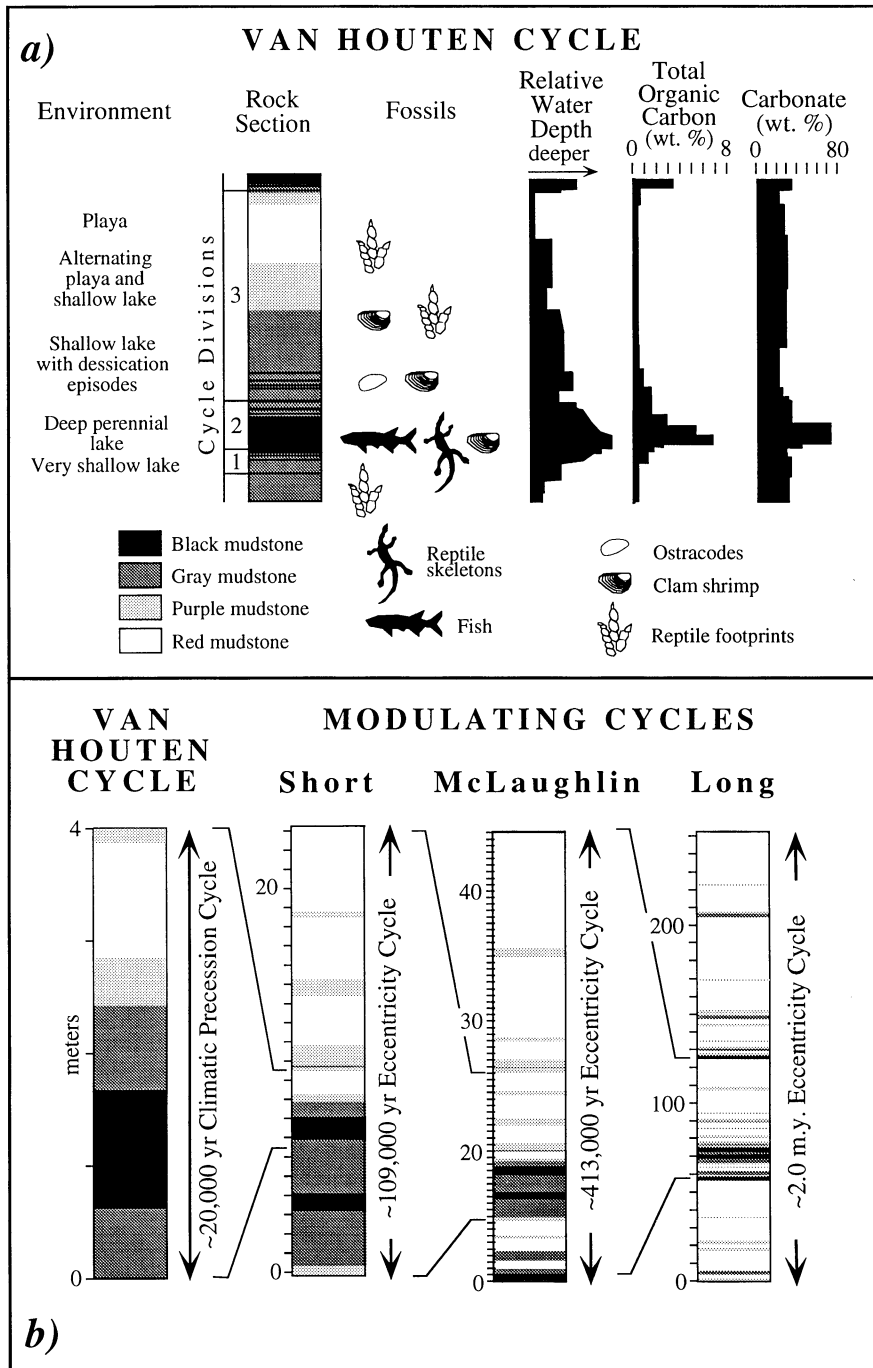 a)
VAN HOUTEN CYCLE
Environment
Rock
Section
Fossils
Relative
Water
Depth
deeper
Total
Organic
Carbon
(wt. %)
0 8
Carbonate
(wt. %)
0 80
Playa
Alternating
playa and
shallow lake
Shallow lake
with dessication
episodes
Deep perennial
lake
Very shallow lake
Cycle Divisions
3
2
1
Black mudstone
Gray mudstone
Purple mudstone
Red mudstone
Reptile
skeletons
Fish
Ostracodes
Clam shrimp
Reptile footprints
VAN
HOUTEN
CYCLE
MODULATING CYCLES
Short
McLaughlin
Long
4
meters
0
~20,000 yr Climatic Precession Cycle
20
0
~109,000 yr Eccentricity Cycle
40
30
20
10
0
~413,000 yr Eccentricity Cycle
200
100
0
~2.0 m.y. Eccentricity Cycle
b)